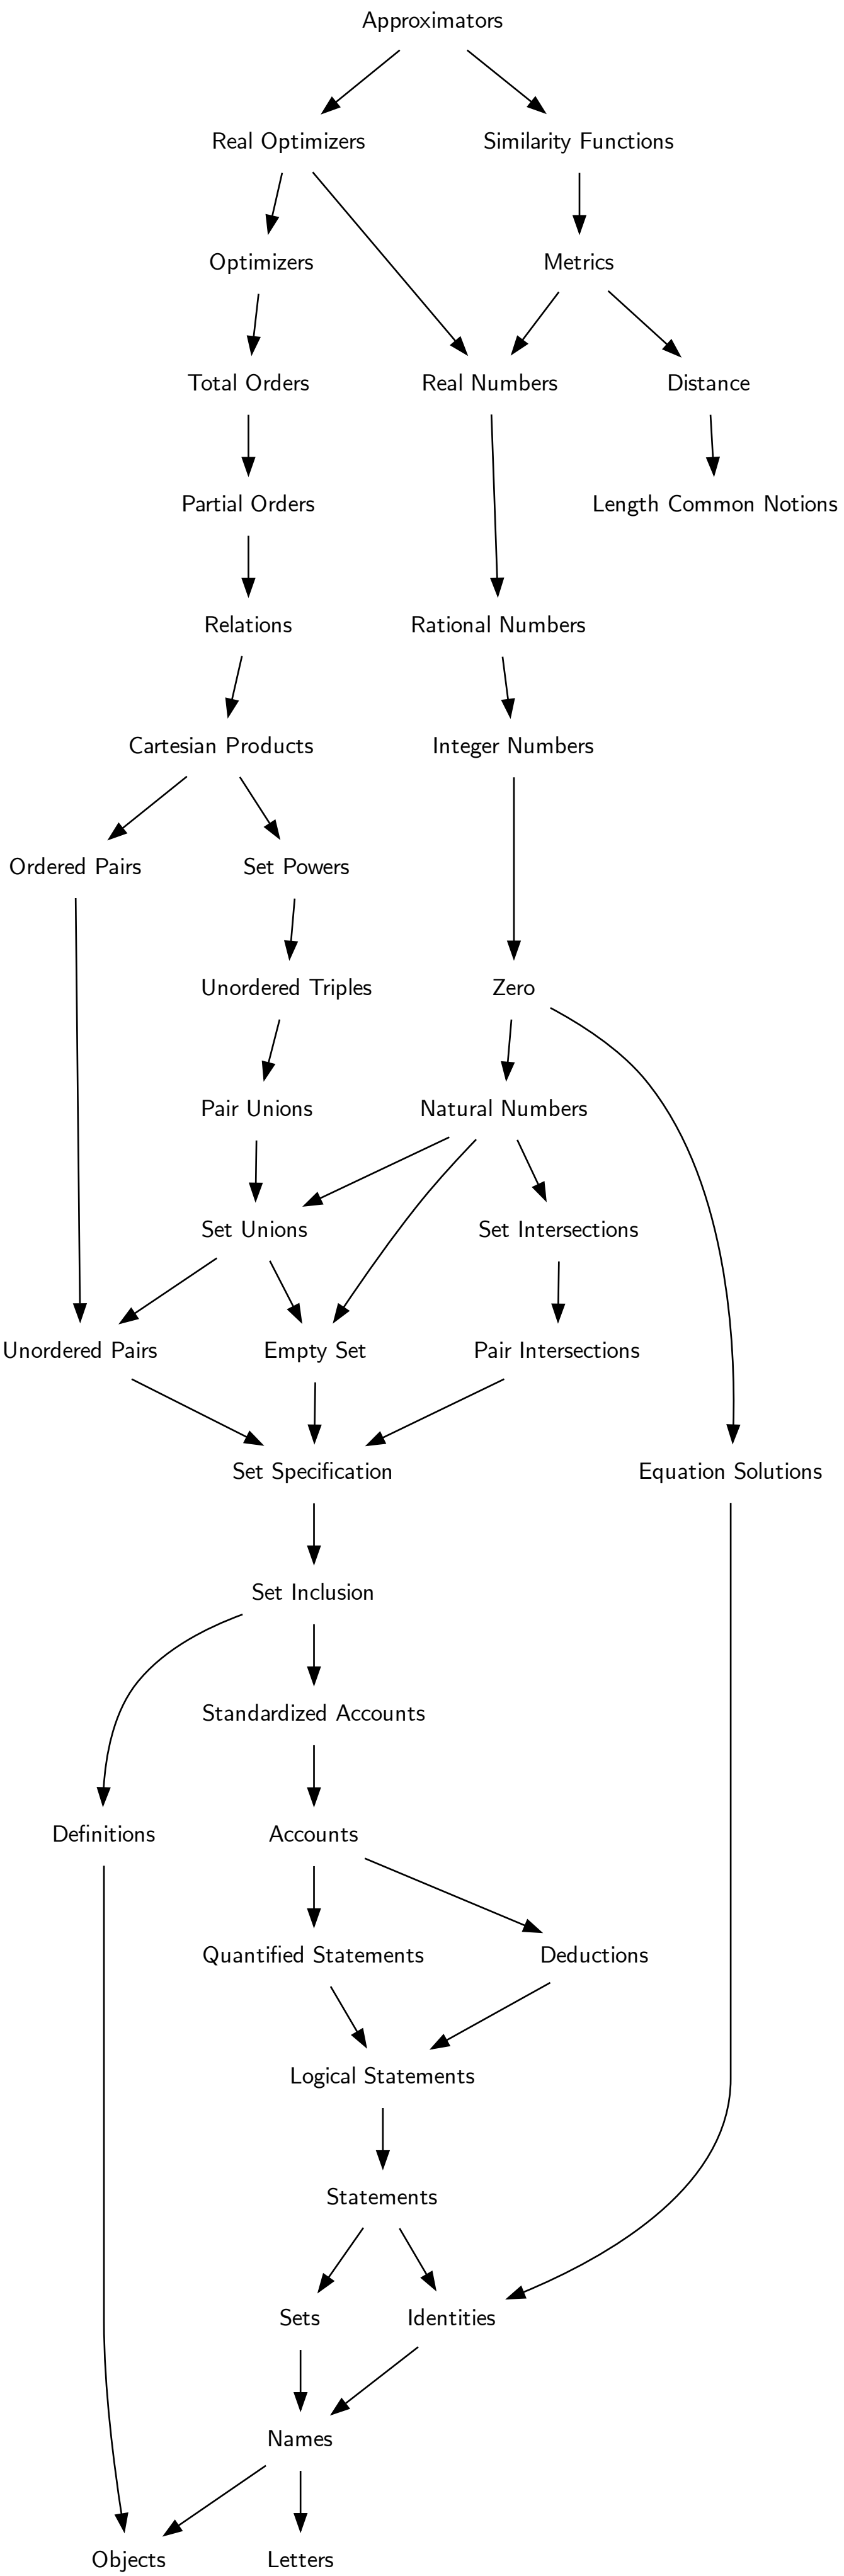 Approximators
Real Optimizers
Similarity Functions
Optimizers
Metrics
Total Orders
Real Numbers
Distance
Partial Orders
Length Common Notions
Relations
Rational Numbers
Cartesian Products
Integer Numbers
Ordered Pairs
Set Powers
Unordered Triples
Zero
Pair Unions
Natural Numbers
Set Unions
Set Intersections
Unordered Pairs
Empty Set
Pair Intersections
Set Specification
Equation Solutions
Set Inclusion
Standardized Accounts
Definitions
Accounts
Quantified Statements
Deductions
Logical Statements
Statements
Sets
Identities
Names
Objects
Letters